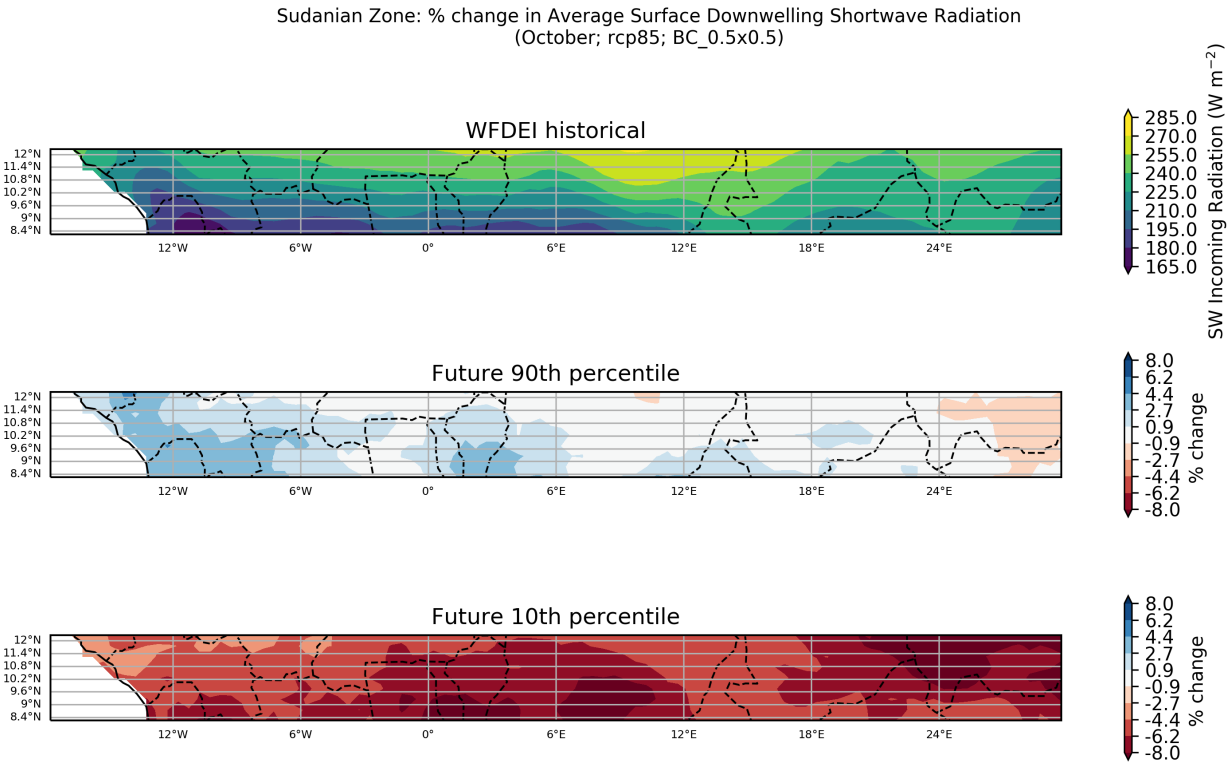 Sudanian Zone: % change in Average Surface Downwelling Shortwave Radiation
(October; rcp85; BC_0.5x0.5)
WFDEI historical
12°N
11.4°N
10.8°N
10.2°N
9.6°N
9°N
8.4°N
12°W 6°W 0° 6°E 12°E 18°E 24°E
285.0
270.0
255.0
240.0
225.0
210.0
195.0
180.0
165.0
SW Incoming Radiation (W m⁻²)
Future 90th percentile
12°N
11.4°N
10.8°N
10.2°N
9.6°N
9°N
8.4°N
12°W 6°W 0° 6°E 12°E 18°E 24°E
8.0
6.2
4.4
2.7
0.9
-0.9
-2.7
-4.4
-6.2
-8.0
% change
Future 10th percentile
12°N
11.4°N
10.8°N
10.2°N
9.6°N
9°N
8.4°N
12°W 6°W 0° 6°E 12°E 18°E 24°E
8.0
6.2
4.4
2.7
0.9
-0.9
-2.7
-4.4
-6.2
-8.0
% change